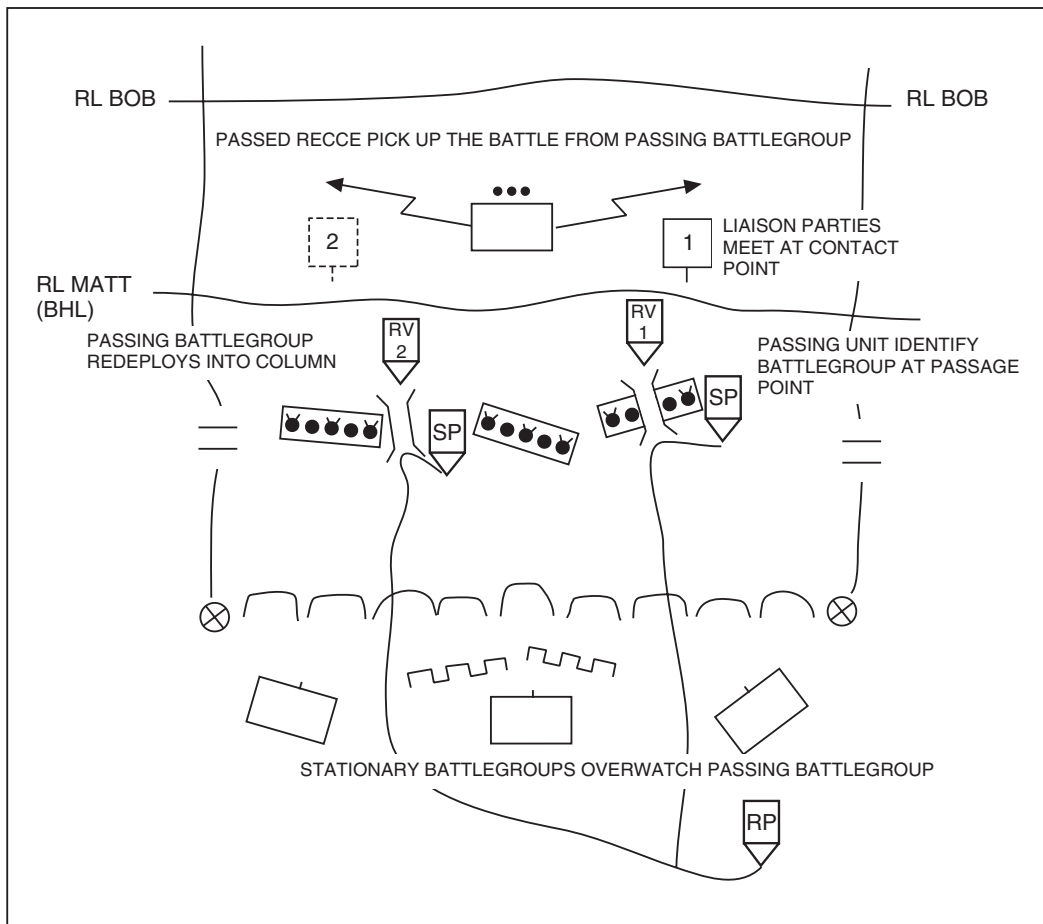 RL BOB
RL BOB
PASSED RECCE PICK UP THE BATTLE FROM PASSING BATTLEGROUP
2
1
LIAISON PARTIES
MEET AT CONTACT
POINT
RL MATT
(BHL)
PASSING BATTLEGROUP
REDEPLOYS INTO COLUMN
RV
2
RV
1
PASSING UNIT IDENTIFY
BATTLEGROUP AT PASSAGE
POINT
SP
SP
STATIONARY BATTLEGROUPS OVERWATCH PASSING BATTLEGROUP
RP